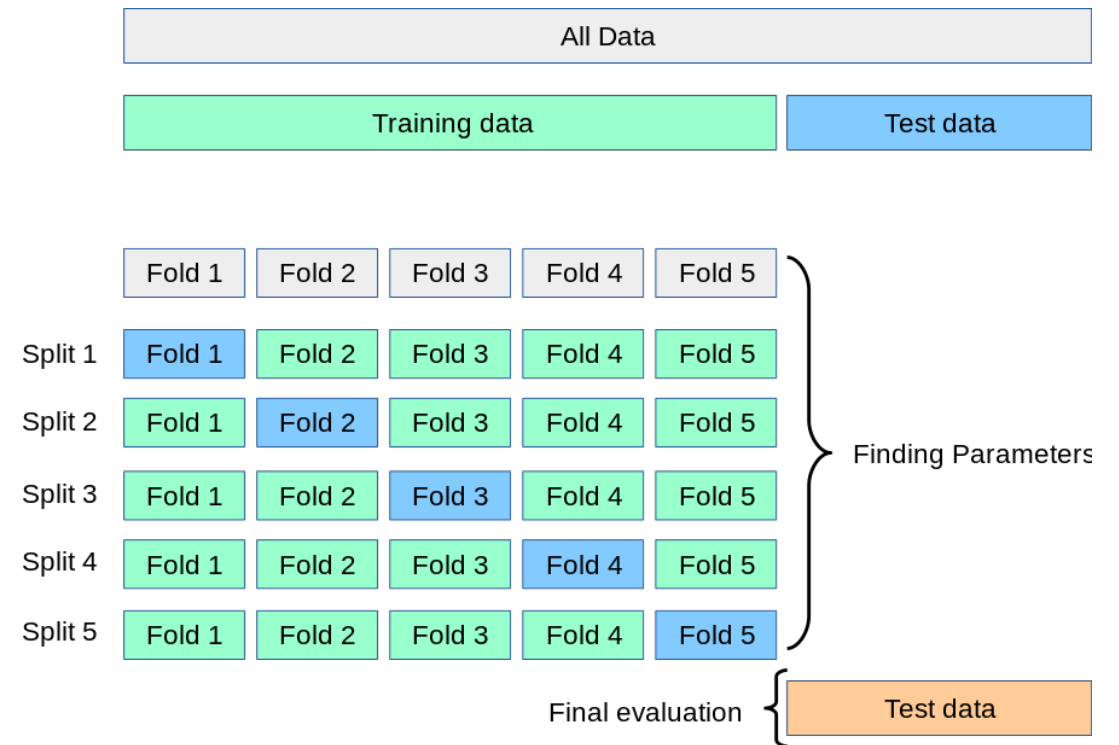 All Data
Training data Test data
Fold 1 Fold 2 Fold 3 Fold 4 Fold 5
Split 1 Fold 1 Fold 2 Fold 3 Fold 4 Fold 5
Split 2 Fold 1 Fold 2 Fold 3 Fold 4 Fold 5
Finding Parameters
Split 3 Fold 1 Fold 2 Fold 3 Fold 4 Fold 5
Split 4 Fold 1 Fold 2 Fold 3 Fold 4 Fold 5
Split 5 Fold 1 Fold 2 Fold 3 Fold 4 Fold 5
Final evaluation Test data